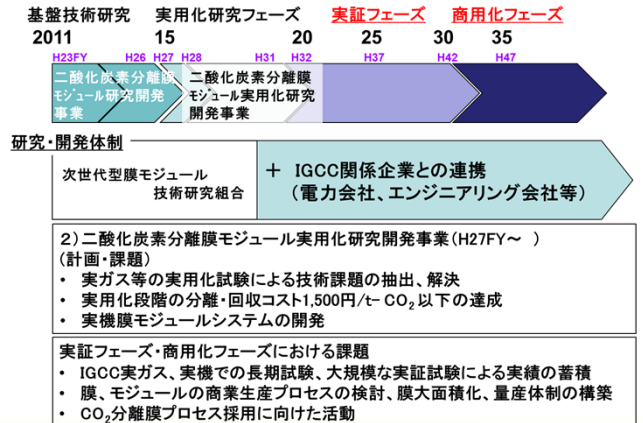 基盤技術研究 実用化研究フェーズ 実証フェーズ 商用化フェーズ
2011 15 20 25 30 35
H23FY H26 H27 H28 H31 H32 H37 H42 H47
二酸化炭素分離膜
モジュール研究開発
事業
二酸化炭素分離膜
モジュール実用化研究
開発事業
研究・開発体制
次世代型膜モジュール
技術研究組合
+ IGCC関係企業との連携
(電力会社、エンジニアリング会社等)
2)二酸化炭素分離膜モジュール実用化研究開発事業(H27FY~ )
(計画・課題)
• 実ガス等の実用化試験による技術課題の抽出、解決
• 実用化段階の分離・回収コスト1,500円/t-CO₂以下の達成
• 実機膜モジュールシステムの開発
実証フェーズ・商用化フェーズにおける課題
• IGCC実ガス、実機での長期試験、大規模な実証試験による実績の蓄積
• 膜、モジュールの商業生産プロセスの検討、膜大面積化、量産体制の構築
• CO₂分離膜プロセス採用に向けた活動